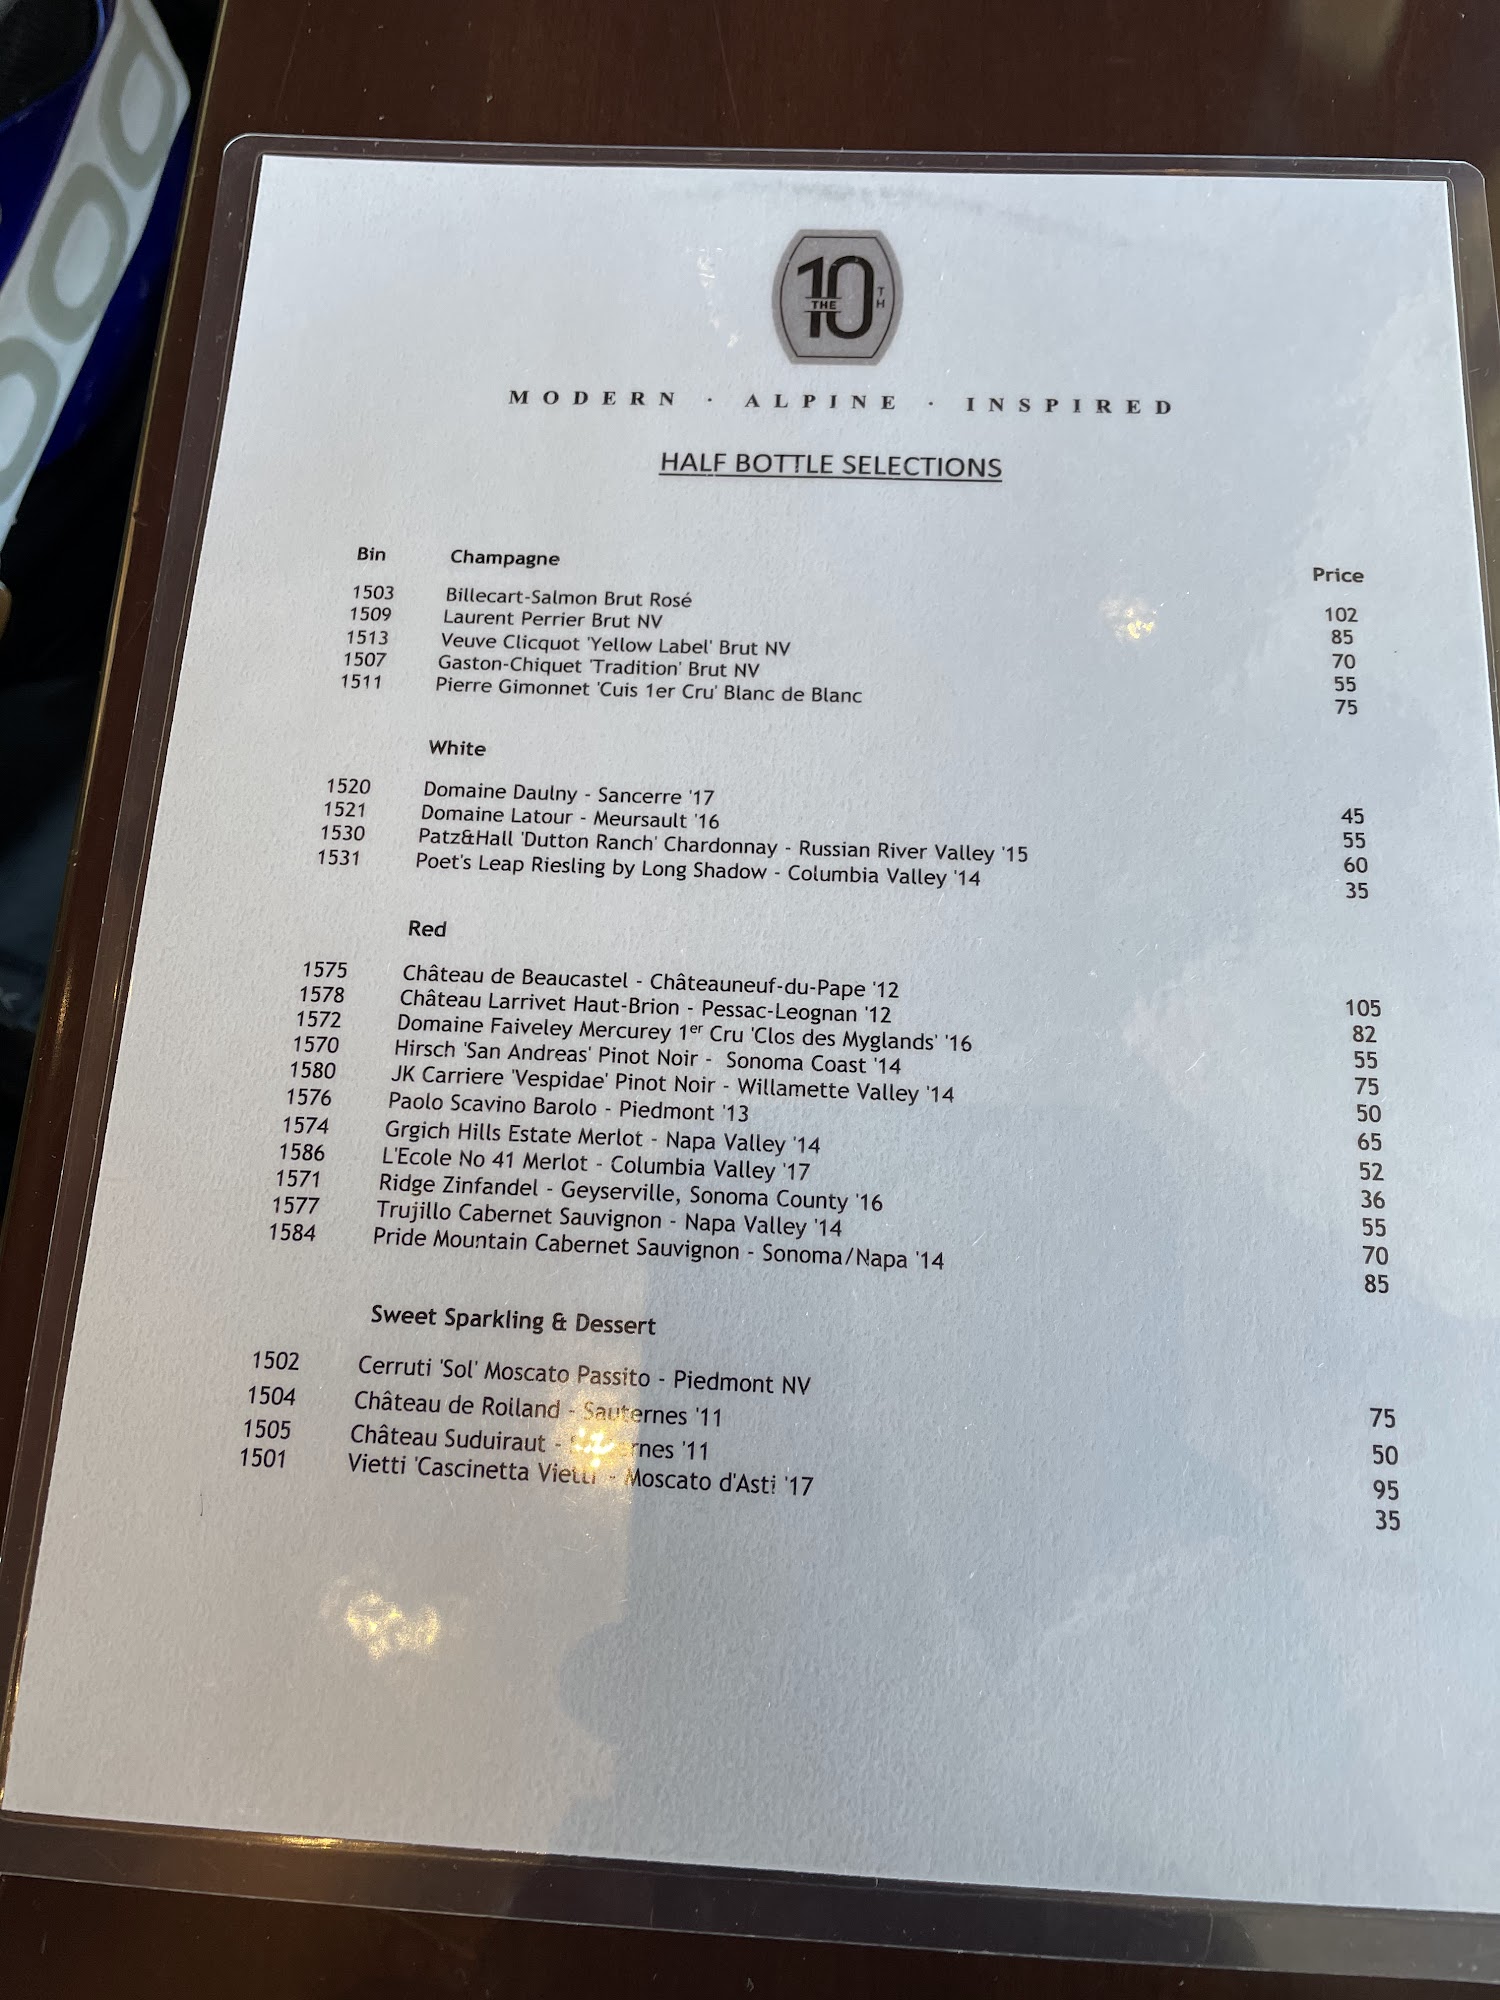 THE 10 TH
MODERN · ALPINE · INSPIRED
HALF BOTTLE SELECTIONS
Bin Champagne Price
1503 Billecart-Salmon Brut Rosé 102
1509 Laurent Perrier Brut NV 85
1513 Veuve Clicquot 'Yellow Label' Brut NV 70
1507 Gaston-Chiquet 'Tradition' Brut NV 55
1511 Pierre Gimonnet 'Cuis 1er Cru' Blanc de Blanc 75
White
1520 Domaine Daulny - Sancerre '17 45
1521 Domaine Latour - Meursault '16 55
1530 Patz&Hall 'Dutton Ranch' Chardonnay - Russian River Valley '15 60
1531 Poet's Leap Riesling by Long Shadow - Columbia Valley '14 35
Red
1575 Château de Beaucastel - Châteauneuf-du-Pape '12 105
1578 Château Larrivet Haut-Brion - Pessac-Leognan '12 82
1572 Domaine Faiveley Mercurey 1er Cru 'Clos des Myglands' '16 55
1570 Hirsch 'San Andreas' Pinot Noir - Sonoma Coast '14 75
1580 JK Carriere 'Vespidae' Pinot Noir - Willamette Valley '14 50
1576 Paolo Scavino Barolo - Piedmont '13 65
1574 Grgich Hills Estate Merlot - Napa Valley '14 52
1586 L'Ecole No 41 Merlot - Columbia Valley '17 36
1571 Ridge Zinfandel - Geyserville, Sonoma County '16 55
1577 Trujillo Cabernet Sauvignon - Napa Valley '14 70
1584 Pride Mountain Cabernet Sauvignon - Sonoma/Napa '14 85
Sweet Sparkling & Dessert
1502 Cerruti 'Sol' Moscato Passito - Piedmont NV 75
1504 Château de Roiland - Sauternes '11 50
1505 Château Suduiraut - '11 95
1501 Vietti 'Cascinetta Vietti' - Moscato d'Asti '17 35